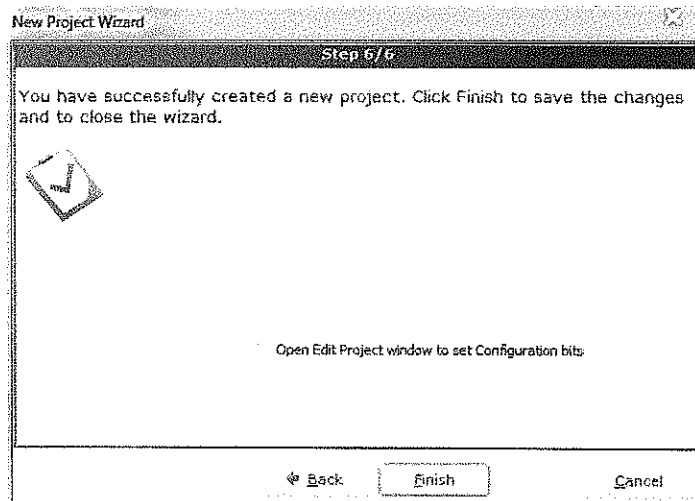 New Project Wizard
Step 6/6
You have successfully created a new project. Click Finish to save the changes
and to close the wizard.
Open Edit Project window to set Configuration bits
Back
Finish
Cancel